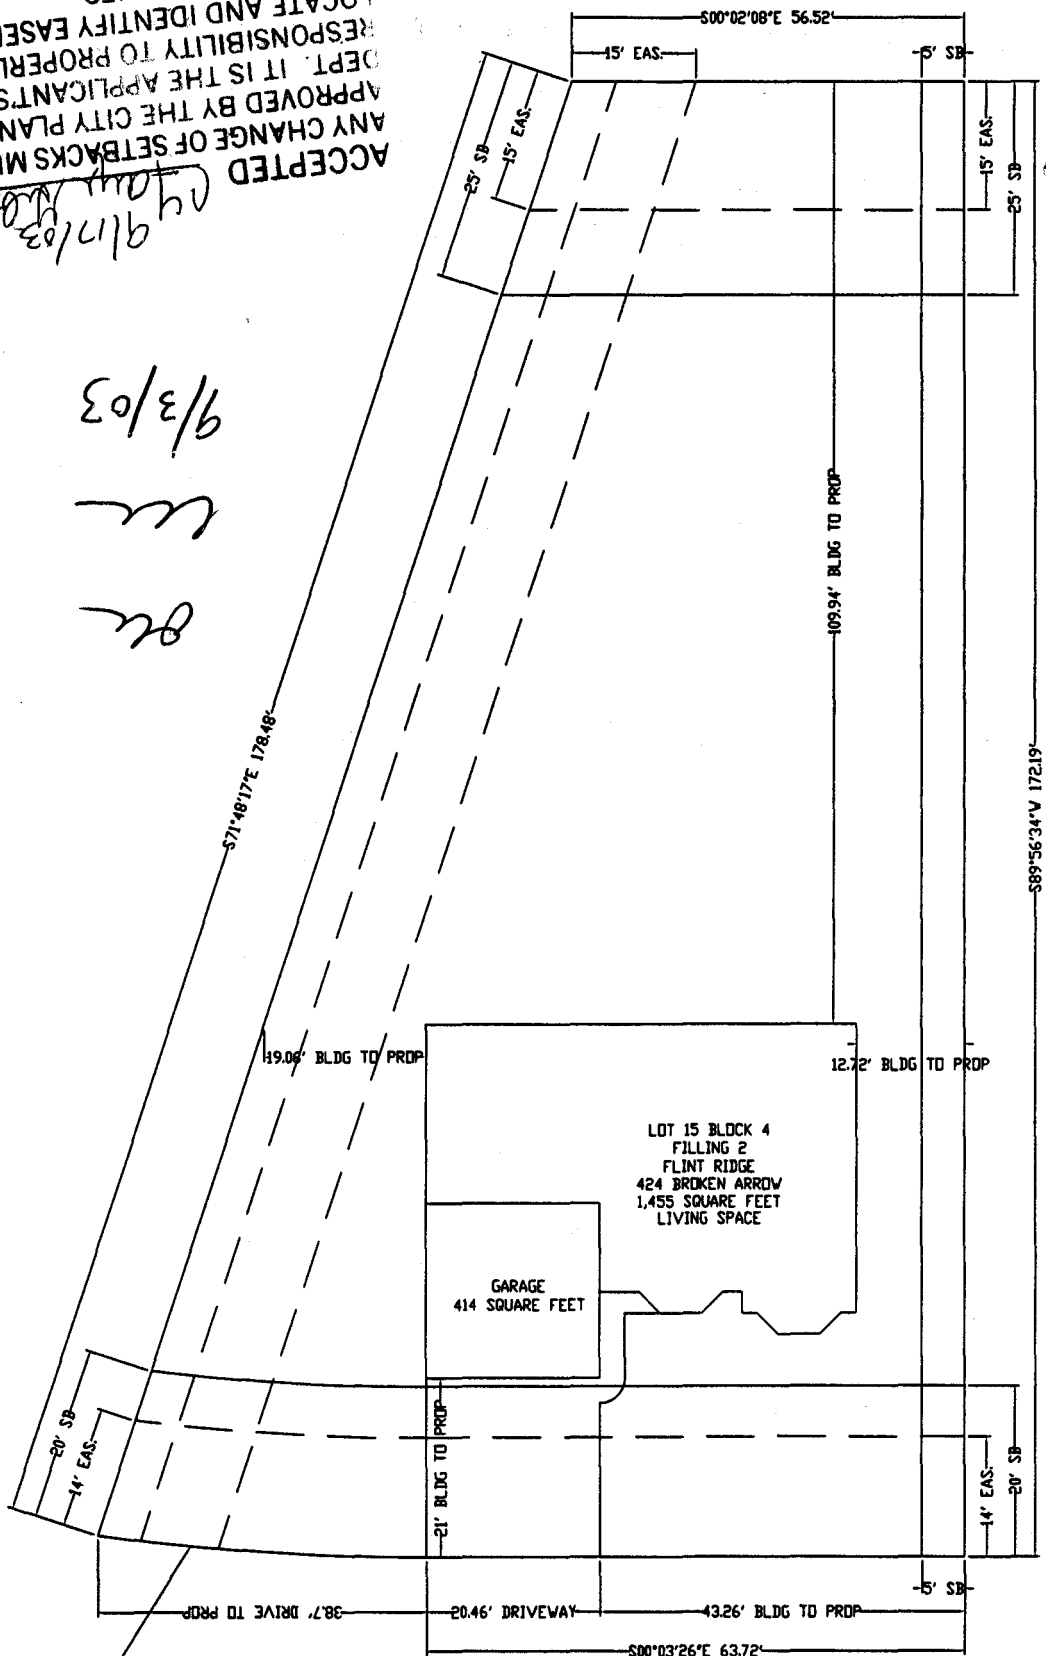 S00°02'08"E 56.52'
15' EAS.
5' SB
25' SB
15' EAS.
15' EAS.
25' SB
ACCEPTED
ANY CHANGE OF SETBACKS
APPROVED BY THE CITY
DEPT. IT IS THE APPLICANT'S
RESPONSIBILITY TO
LOCATE AND IDENTIFY
9/17/03
9/3/03
109.94' BLDG TO PROP
S71°48'17"E 178.48'
S89°56'34"W 172.19'
19.06' BLDG TO PROP
12.72' BLDG TO PROP
LOT 15 BLOCK 4
FILLING 2
FLINT RIDGE
424 BROKEN ARROW
1,455 SQUARE FEET
LIVING SPACE
GARAGE
414 SQUARE FEET
20' SB
14' EAS.
21' BLDG TO PROP
14' EAS.
20' SB
5' SB
38.7' DRIVE TO PROP
20.46' DRIVEWAY
43.26' BLDG TO PROP
S00°03'26"E 63.72'